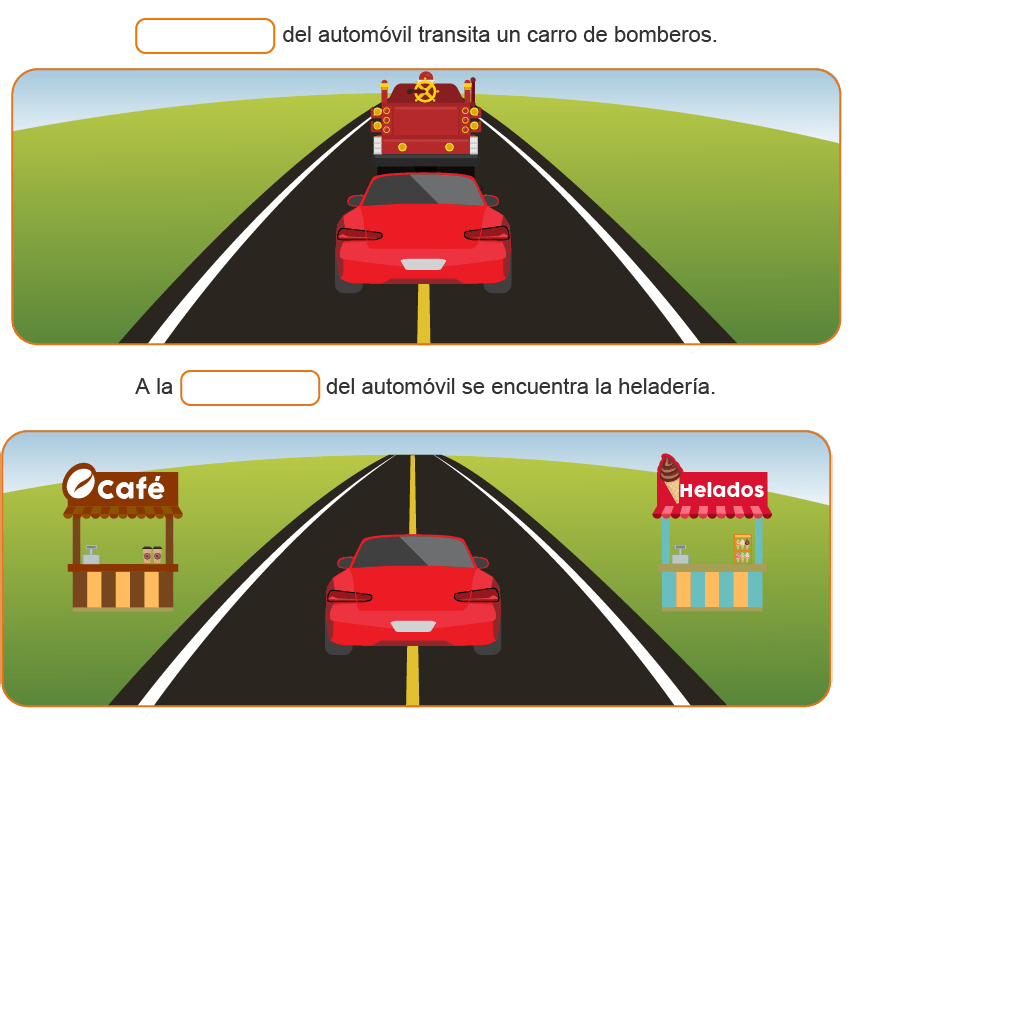 del automóvil transita un carro de bomberos.
A la del automóvil se encuentra la heladería.
Café
Helados